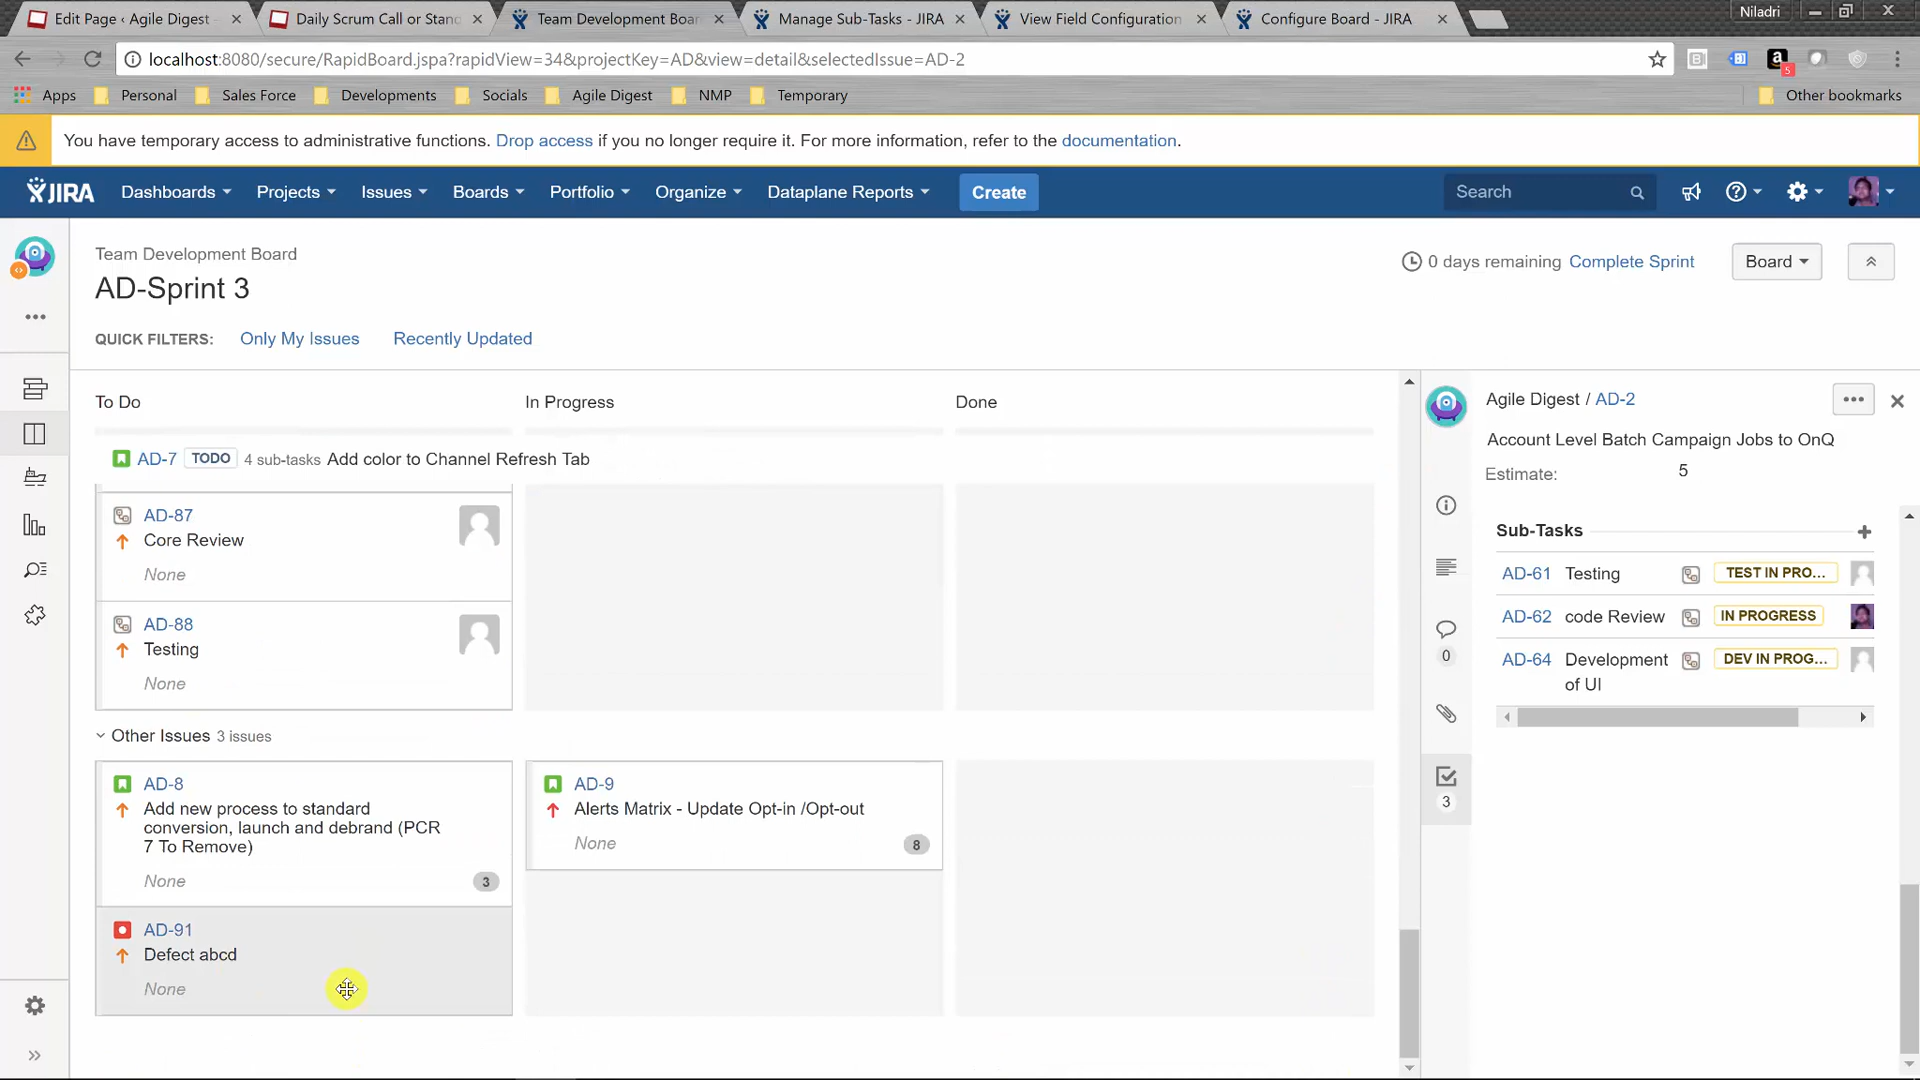 Edit Page ‹ Agile Digest
Daily Scrum Call or Stand
Team Development Boar
Manage Sub-Tasks - JIRA
View Field Configuration
Configure Board - JIRA
Niladri
localhost:8080/secure/RapidBoard.jspa?rapidView=34&projectKey=AD&view=detail&selectedIssue=AD-2
5
Apps
Personal
Sales Force
Developments
Socials
Agile Digest
NMP
Temporary
Other bookmarks
You have temporary access to administrative functions. Drop access if you no longer require it. For more information, refer to the documentation.
JIRA
Dashboards
Projects
Issues
Boards
Portfolio
Organize
Dataplane Reports
Create
Search
Team Development Board
AD-Sprint 3
0 days remaining
Complete Sprint
Board
QUICK FILTERS:
Only My Issues
Recently Updated
To Do
In Progress
Done
AD-7 TODO 4 sub-tasks Add color to Channel Refresh Tab
AD-87
Core Review
None
AD-88
Testing
None
Other Issues 3 issues
AD-8
Add new process to standard
conversion, launch and debrand (PCR
7 To Remove)
None
3
AD-91
Defect abcd
None
AD-9
Alerts Matrix - Update Opt-in /Opt-out
None
8
Agile Digest / AD-2
Account Level Batch Campaign Jobs to OnQ
Estimate: 5
Sub-Tasks
AD-61 Testing TEST IN PRO...
AD-62 code Review IN PROGRESS
AD-64 Development DEV IN PROG...
of UI
0
3